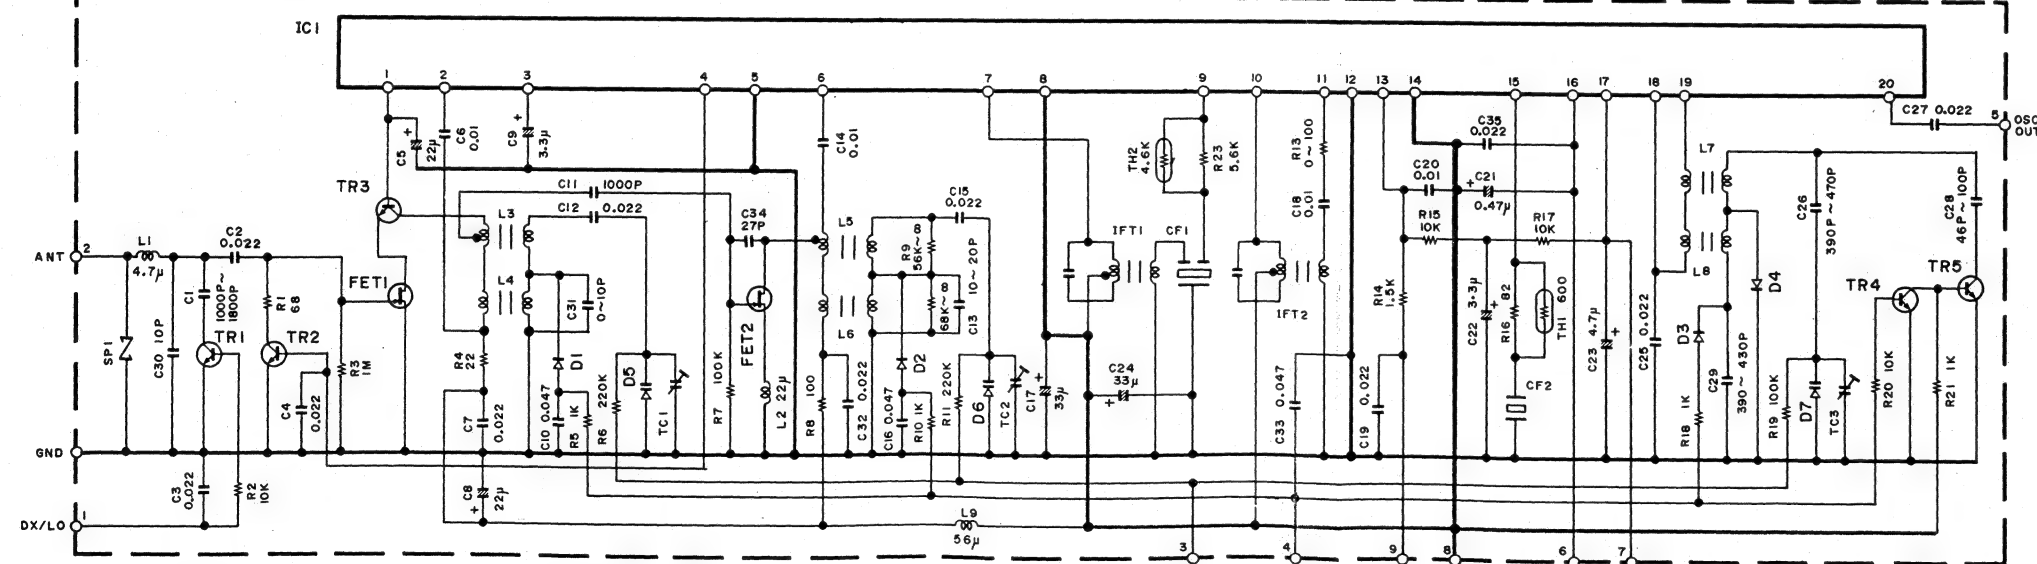 IC1
1 2 3 4 5 6 7 8 9 10 11 12 13 14 15 16 17 18 19 20
C27 0.022
5 OSC
OUT
C5
22μ
C6
0.01
C9
3.3μ
C14
0.01
TH2
4.6K
R23
5.6K
R13
0~100
C18
0.01
C35
0.022
C20
0.01
C21
0.47μ
L7
TR3
C11 1000P
C12 0.022
L3
C34
27P
L5
C15
0.022
R9
56K~8
IFT1
CF1
R15
10K
R17
10K
C26
390P~470P
C28
46P~100P
ANT 2
L1
4.7μ
C2
0.022
C1
1000P~
1800P
R1
68
FET1
L4
C31
0~10P
L6
68K~8
C13
10~20P
IFT2
R14
1.5K
C22 3.3μ
R16 82
TH1 600
C23 4.7μ
C25 0.022
L8
D4
D3
TR4
TR5
SP1
C30 10P
TR1
TR2
R3
1M
R4
22
D1
D5
TC1
R7
100K
FET2
L2 22μ
R8 100
C32 0.022
D2
D6
TC2
C17
33μ
C24
33μ
C33 0.047
C19 0.022
CF2
C29
390~430P
R18 1K
R19 100K
D7
TC3
R20 10K
R21 1K
C4
0.022
C7
0.022
C10 0.047
R5 1K
R6 220K
C16 0.047
R10 1K
R11 220K
GND
C3
0.022
R2
10K
C8
22μ
DX/LO 1
L9
56μ
3 4 9 8 6 7